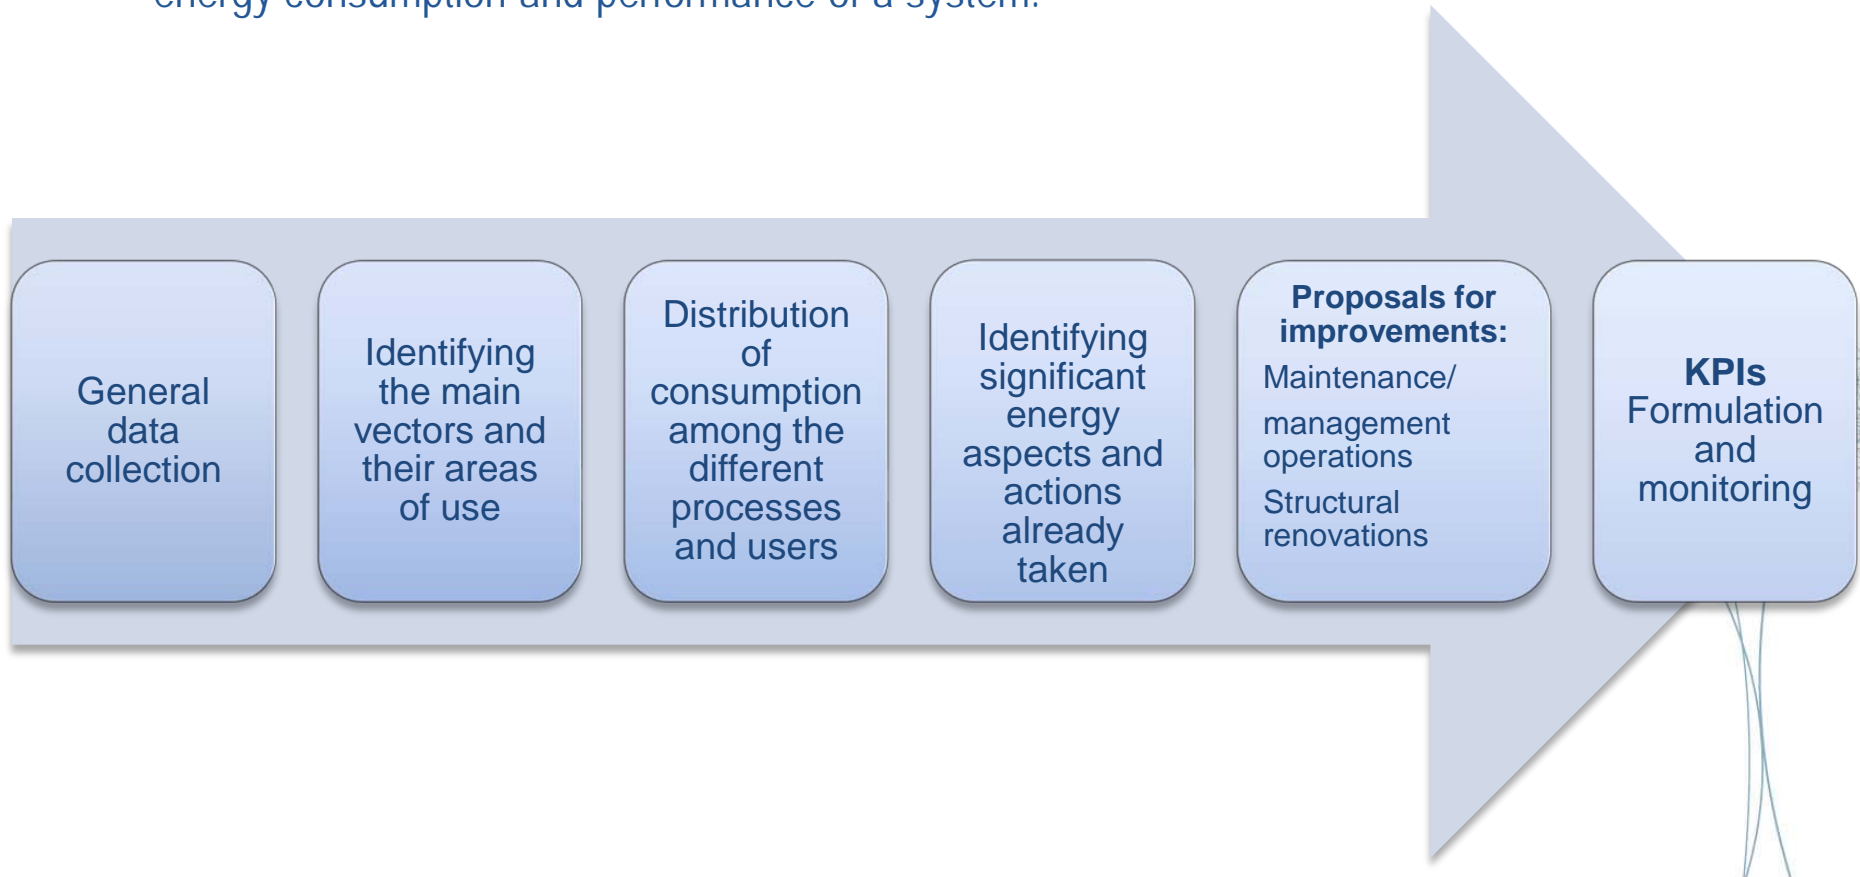 energy consumption and performance of a system.
General
data
collection
Identifying
the main
vectors and
their areas
of use
Distribution
of
consumption
among the
different
processes
and users
Identifying
significant
energy
aspects and
actions
already
taken
Proposals for
improvements:
Maintenance/
management
operations
Structural
renovations
KPIs
Formulation
and
monitoring